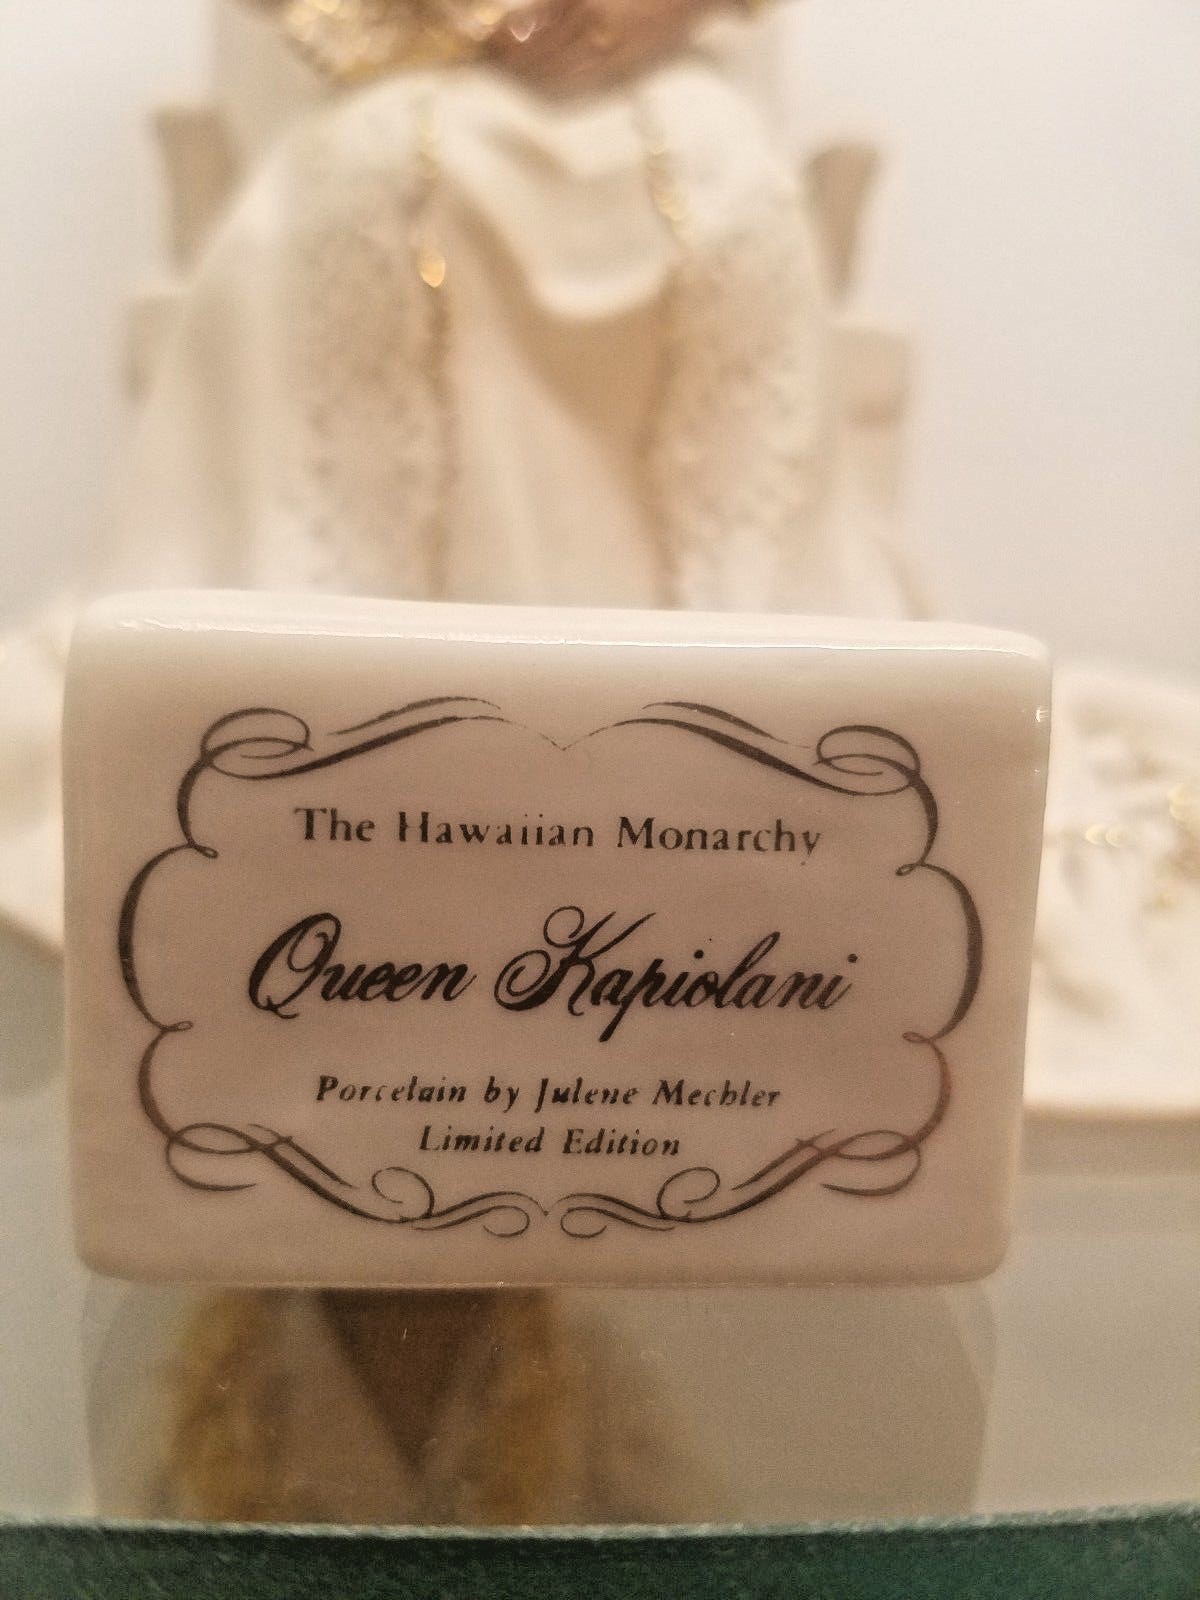 The Hawaiian Monarchy
Queen Kapiolani
Porcelain by Julene Mechler
Limited Edition